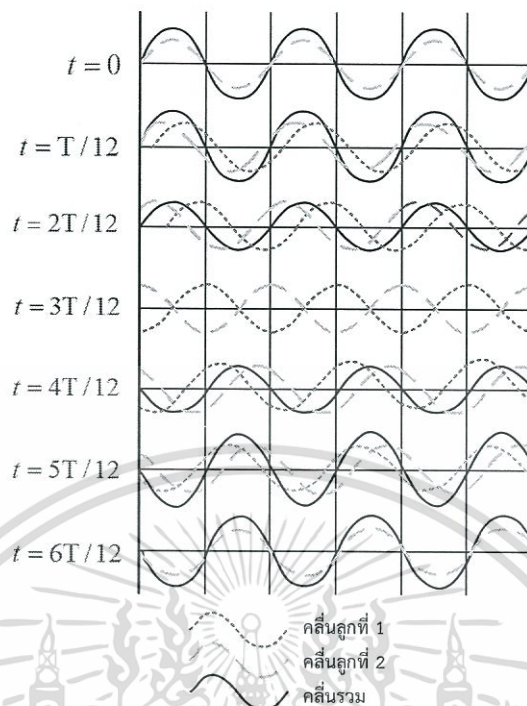 t = 0
t = T / 12
t = 2T / 12
t = 3T / 12
t = 4T / 12
t = 5T / 12
t = 6T / 12
คลื่นลูกที่ 1
คลื่นลูกที่ 2
คลื่นรวม